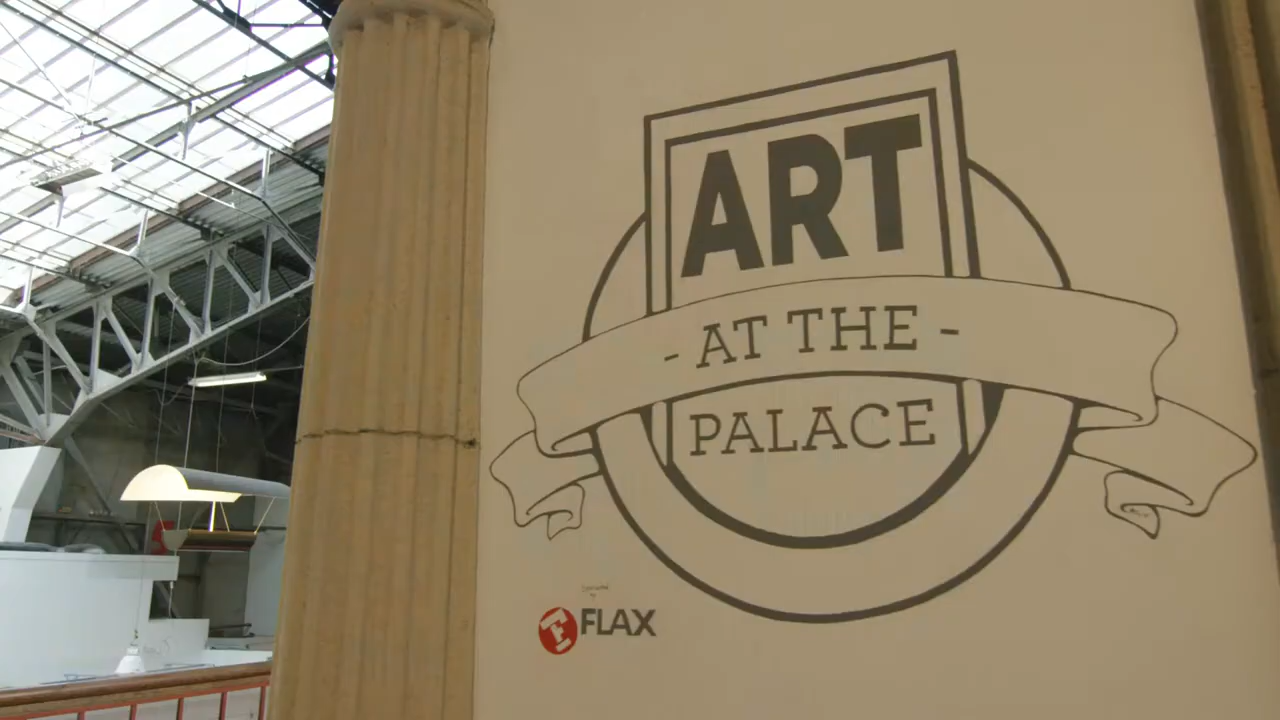 ART
- AT THE -
PALACE
FLAX